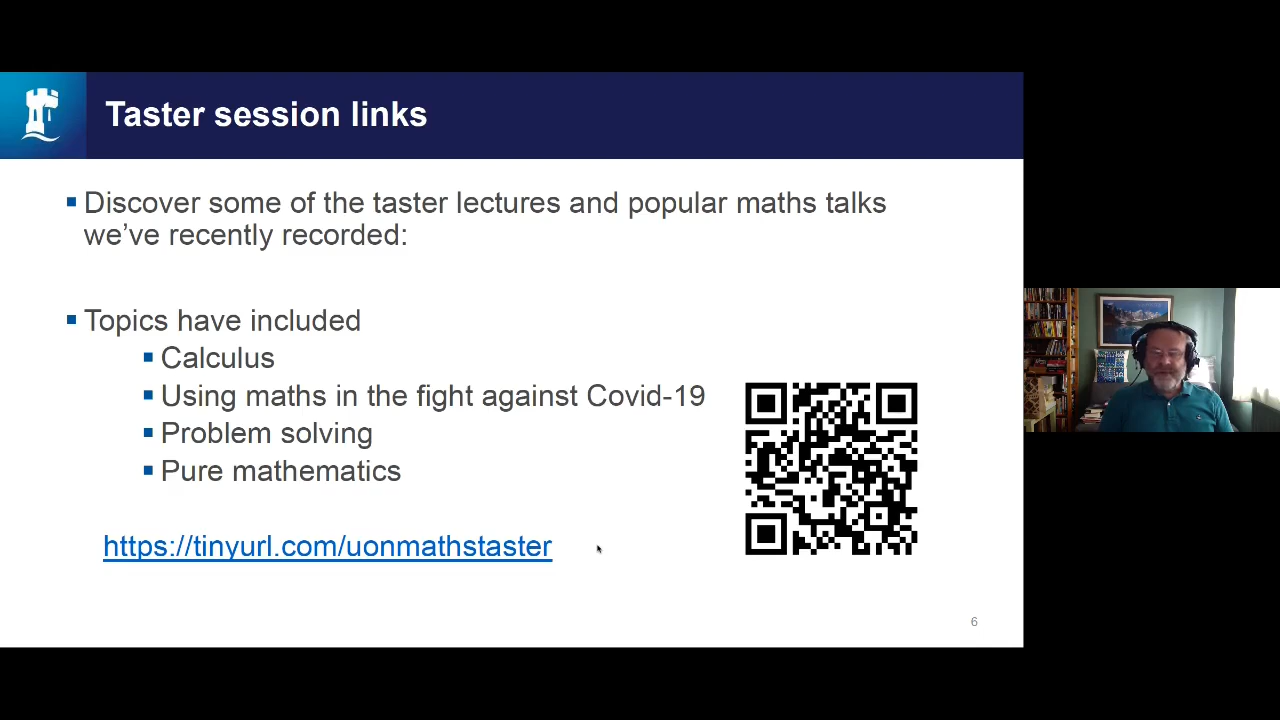 Taster session links
Discover some of the taster lectures and popular maths talks
we’ve recently recorded:
Topics have included
Calculus
Using maths in the fight against Covid-19
Problem solving
Pure mathematics
https://tinyurl.com/uonmathstaster
6